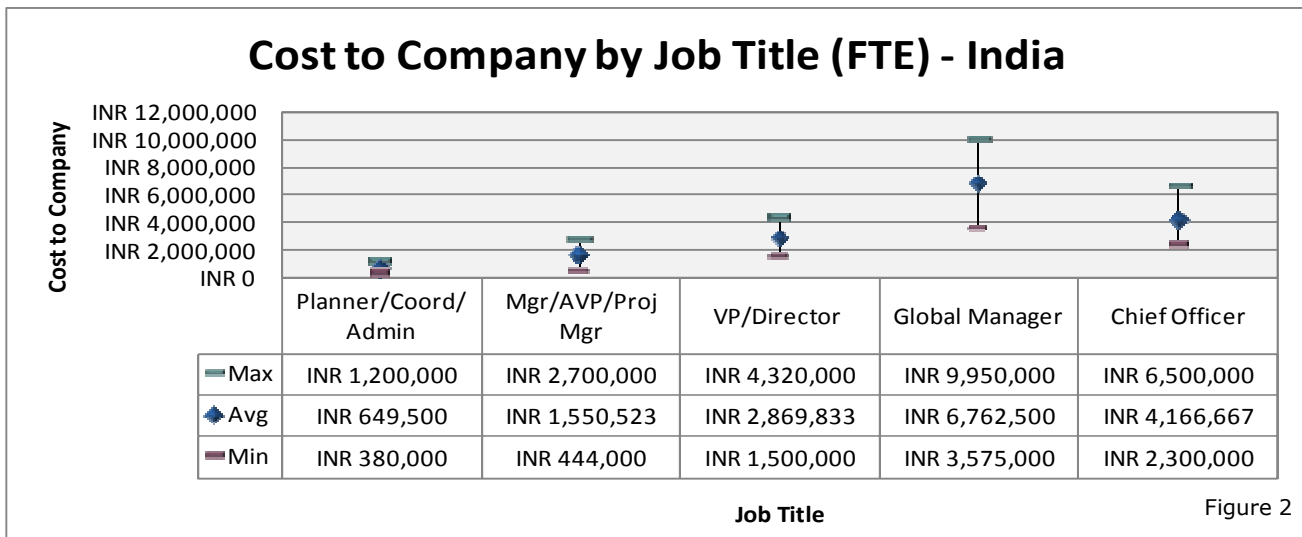 Cost to Company by Job Title (FTE) - India
Cost to Company
INR 12,000,000
INR 10,000,000
INR 8,000,000
INR 6,000,000
INR 4,000,000
INR 2,000,000
INR 0
Planner/Coord/
Admin
Mgr/AVP/Proj
Mgr
VP/Director
Global Manager
Chief Officer
Max INR 1,200,000 INR 2,700,000 INR 4,320,000 INR 9,950,000 INR 6,500,000
Avg INR 649,500 INR 1,550,523 INR 2,869,833 INR 6,762,500 INR 4,166,667
Min INR 380,000 INR 444,000 INR 1,500,000 INR 3,575,000 INR 2,300,000
Job Title
Figure 2